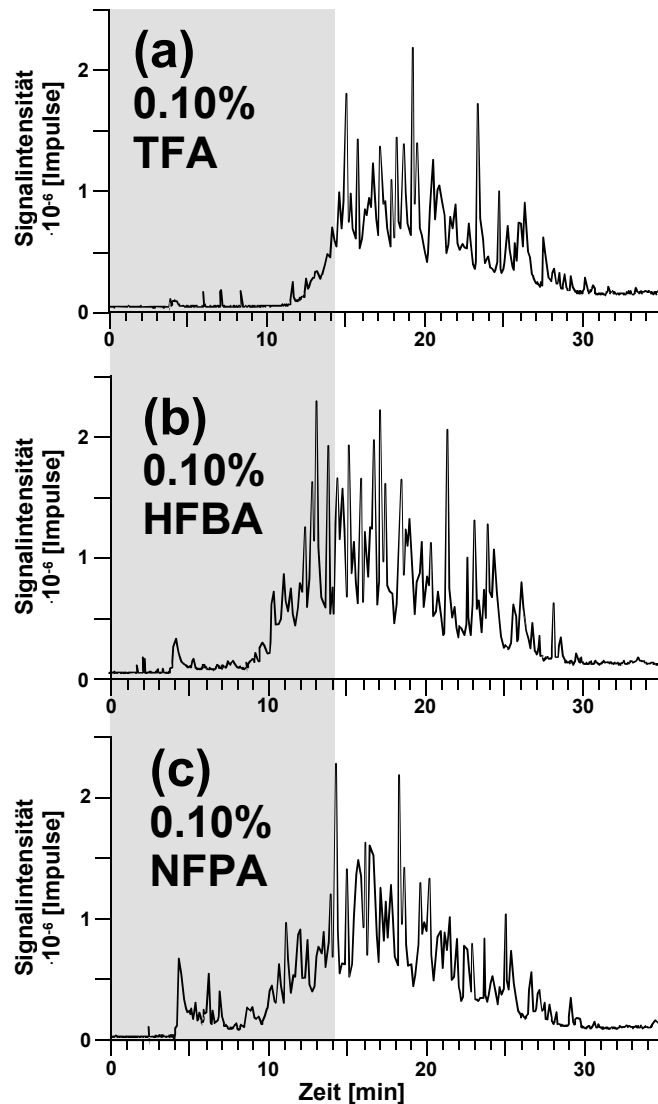 (a)
0.10%
TFA
Signalintensität
·10⁻⁶ [Impulse]
2
1
0
0 10 20 30
(b)
0.10%
HFBA
Signalintensität
·10⁻⁶ [Impulse]
2
1
0
0 10 20 30
(c)
0.10%
NFPA
Signalintensität
·10⁻⁶ [Impulse]
2
1
0
0 10 20 30
Zeit [min]